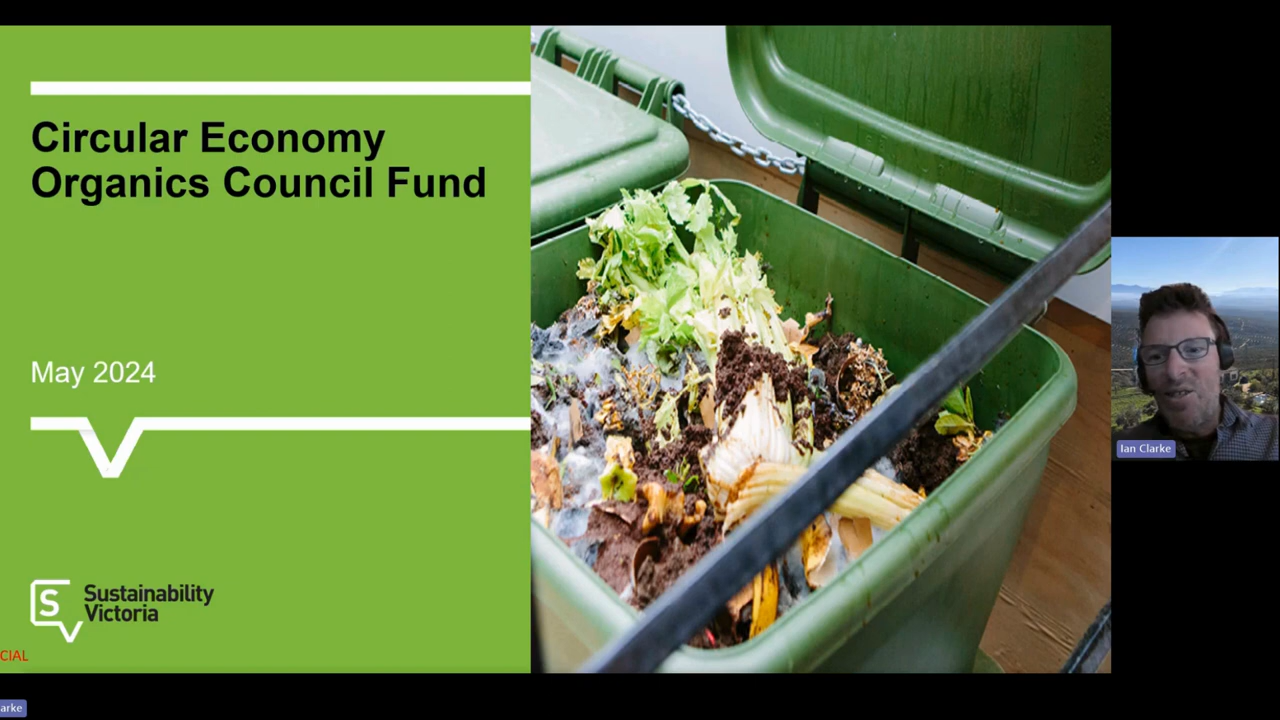 Circular Economy
Organics Council Fund
May 2024
S Sustainability
Victoria
CIAL
Ian Clarke
arke